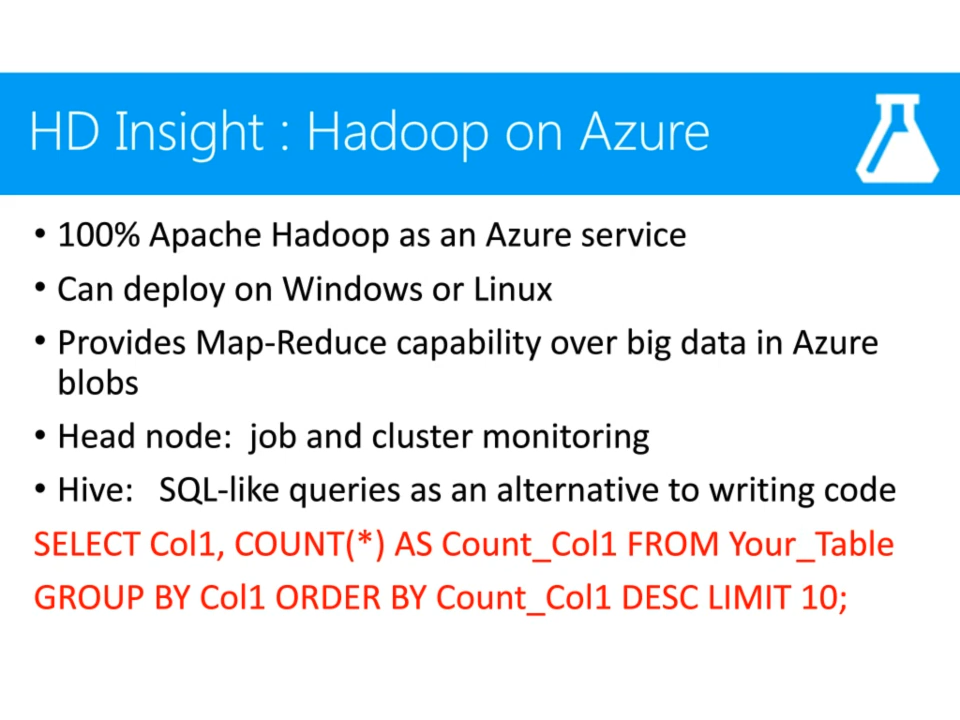 HD Insight : Hadoop on Azure
• 100% Apache Hadoop as an Azure service
• Can deploy on Windows or Linux
• Provides Map-Reduce capability over big data in Azure
blobs
• Head node:  job and cluster monitoring
• Hive:   SQL-like queries as an alternative to writing code
SELECT Col1, COUNT(*) AS Count_Col1 FROM Your_Table
GROUP BY Col1 ORDER BY Count_Col1 DESC LIMIT 10;